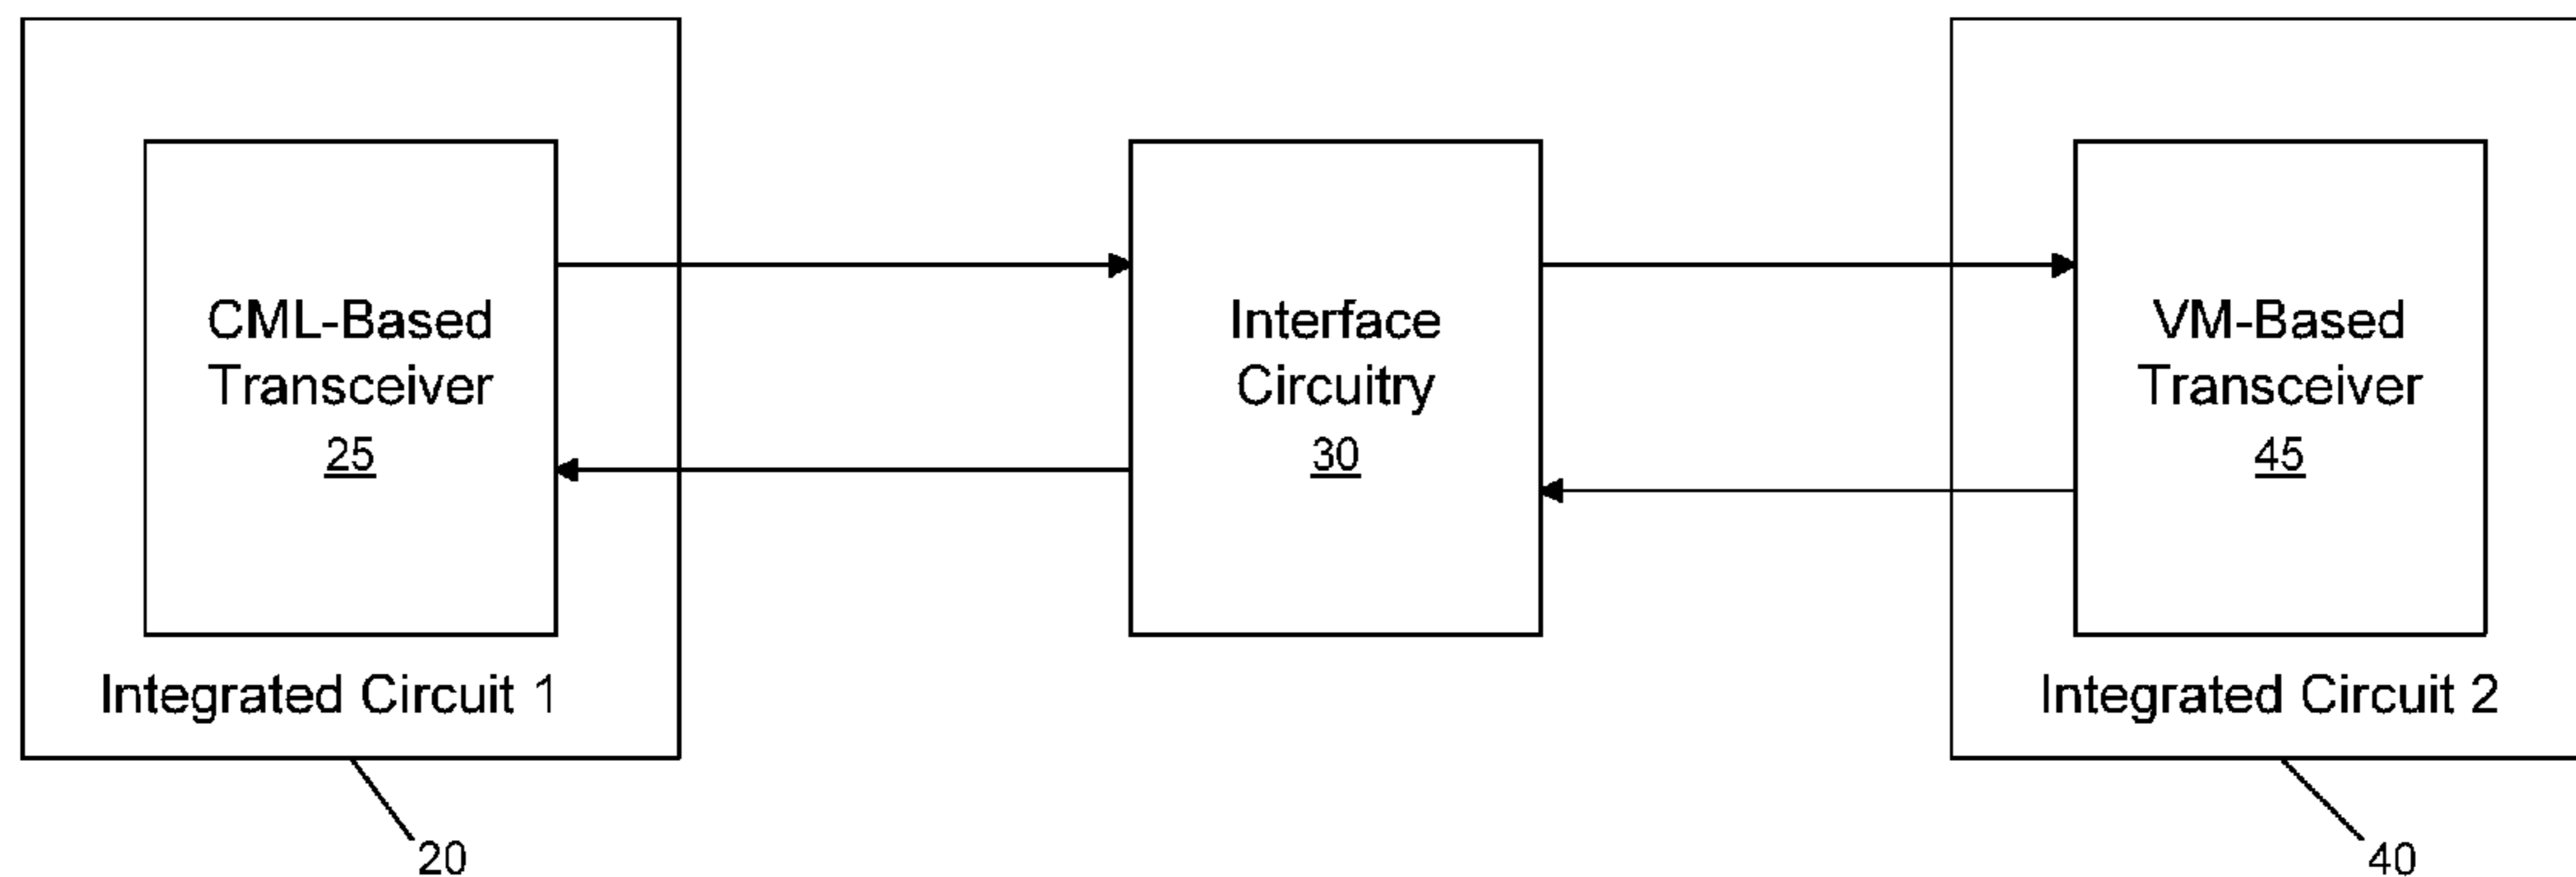 CML-Based
Transceiver
25
Integrated Circuit 1
20
Interface
Circuitry
30
VM-Based
Transceiver
45
Integrated Circuit 2
40